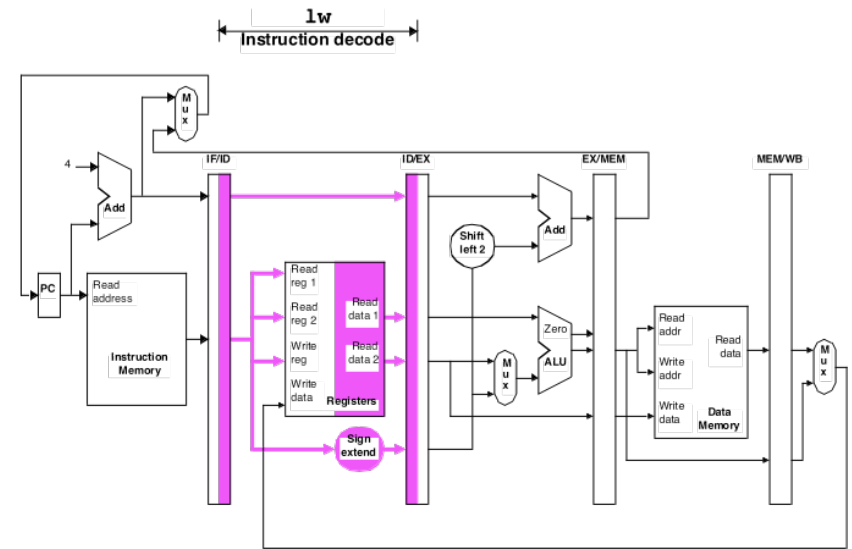 lw
Instruction decode
M
u
x
IF/ID
ID/EX
EX/MEM
MEM/WB
4
Add
Shift
left 2
Add
PC
Read
address
Instruction
Memory
Read
reg 1
Read
reg 2
Write
reg
Write
data
Read
data 1
Read
data 2
Registers
Sign
extend
M
u
x
Zero
ALU
Read
addr
Write
addr
Write
data
Read
data
Data
Memory
M
u
x